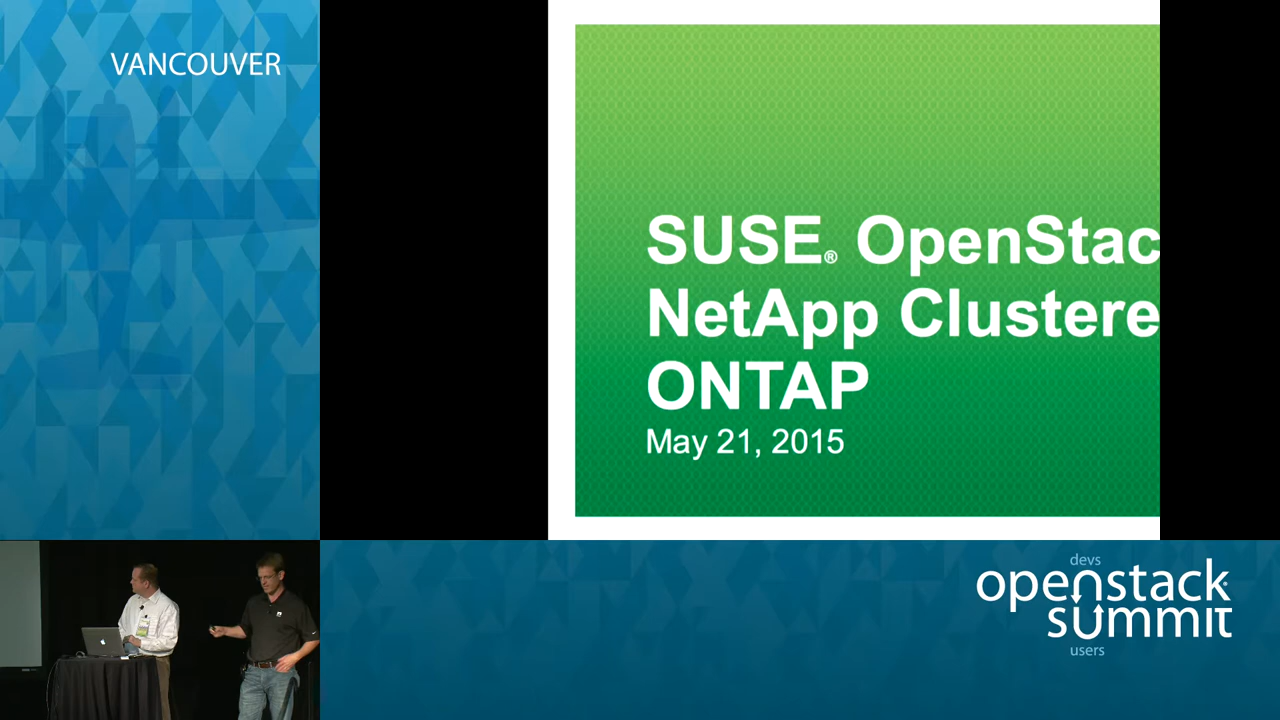 VANCOUVER
SUSE® OpenStac
NetApp Clustere
ONTAP
May 21, 2015
devs
openstack
summit
users